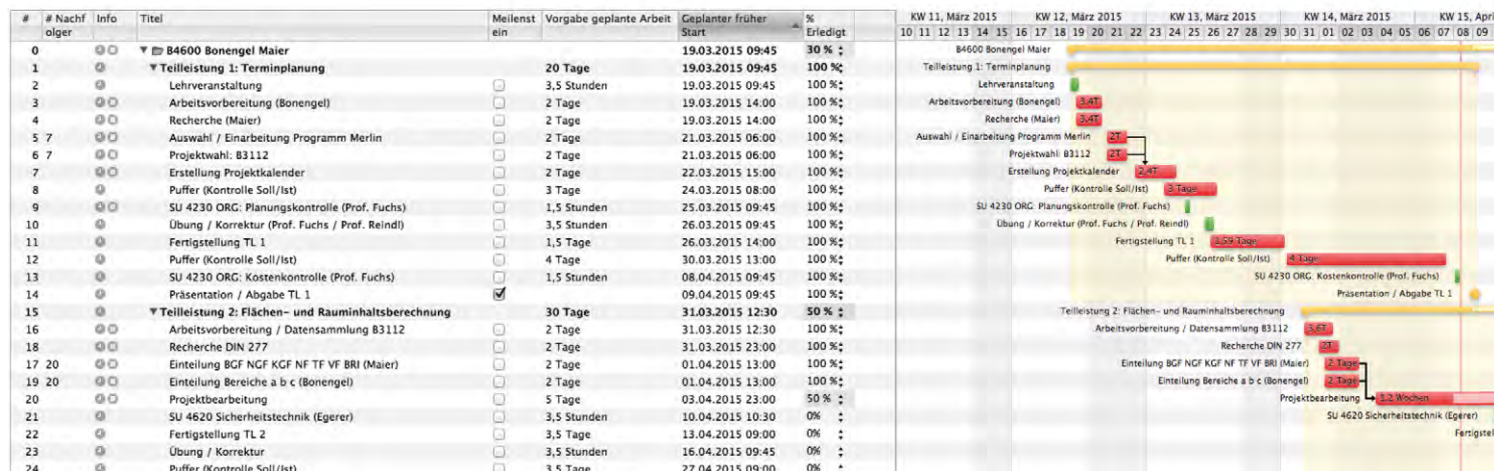 # # Nachfolger Info Titel Meilenstein Vorgabe geplante Arbeit Geplanter früher Start % Erledigt
KW 11, März 2015 KW 12, März 2015 KW 13, März 2015 KW 14, März 2015 KW 15, Apri
10 11 12 13 14 15 16 17 18 19 20 21 22 23 24 25 26 27 28 29 30 31 01 02 03 04 05 06 07 08 09
0 B4600 Bonengel Maier 19.03.2015 09:45 30 % B4600 Bonengel Maier
1 Teilleistung 1: Terminplanung 20 Tage 19.03.2015 09:45 100 % Teilleistung 1: Terminplanung
2 Lehrveranstaltung 3,5 Stunden 19.03.2015 09:45 100 % Lehrveranstaltung
3 Arbeitsvorbereitung (Bonengel) 2 Tage 19.03.2015 14:00 100 % Arbeitsvorbereitung (Bonengel) 3.4T
4 Recherche (Maier) 2 Tage 19.03.2015 14:00 100 % Recherche (Maier) 3.4T
5 7 Auswahl / Einarbeitung Programm Merlin 2 Tage 21.03.2015 06:00 100 % Auswahl / Einarbeitung Programm Merlin 2T
6 7 Projektwahl: B3112 2 Tage 21.03.2015 06:00 100 % Projektwahl: B3112 2T
7 Erstellung Projektkalender 2 Tage 22.03.2015 15:00 100 % Erstellung Projektkalender 2.4T
8 Puffer (Kontrolle Soll/Ist) 3 Tage 24.03.2015 08:00 100 % Puffer (Kontrolle Soll/Ist) 3 Tage
9 SU 4230 ORG: Planungskontrolle (Prof. Fuchs) 1,5 Stunden 25.03.2015 09:45 100 % SU 4230 ORG: Planungskontrolle (Prof. Fuchs)
10 Übung / Korrektur (Prof. Fuchs / Prof. Reindl) 3,5 Stunden 26.03.2015 09:45 100 % Übung / Korrektur (Prof. Fuchs / Prof. Reindl)
11 Fertigstellung TL 1 1,5 Tage 26.03.2015 14:00 100 % Fertigstellung TL 1 1.59 Tage
12 Puffer (Kontrolle Soll/Ist) 4 Tage 30.03.2015 13:00 100 % Puffer (Kontrolle Soll/Ist) 4 Tage
13 SU 4230 ORG: Kostenkontrolle (Prof. Fuchs) 1,5 Stunden 08.04.2015 09:45 100 % SU 4230 ORG: Kostenkontrolle (Prof. Fuchs)
14 Präsentation / Abgabe TL 1 09.04.2015 09:45 100 % Präsentation / Abgabe TL 1
15 Teilleistung 2: Flächen- und Rauminhaltsberechnung 30 Tage 31.03.2015 12:30 50 % Teilleistung 2: Flächen- und Rauminhaltsberechnung
16 Arbeitsvorbereitung / Datensammlung B3112 2 Tage 31.03.2015 12:30 100 % Arbeitsvorbereitung / Datensammlung B3112 3.6T
18 Recherche DIN 277 2 Tage 31.03.2015 23:00 100 % Recherche DIN 277 2T
17 20 Einteilung BGF NGF KGF NF TF VF BRI (Maier) 2 Tage 01.04.2015 13:00 100 % Einteilung BGF NGF KGF NF TF VF BRI (Maier) 2 Tage
19 20 Einteilung Bereiche a b c (Bonengel) 2 Tage 01.04.2015 13:00 100 % Einteilung Bereiche a b c (Bonengel) 2 Tage
20 Projektbearbeitung 5 Tage 03.04.2015 23:00 50 % Projektbearbeitung 1.2 Wochen
21 SU 4620 Sicherheitstechnik (Egerer) 3,5 Stunden 10.04.2015 10:30 0% SU 4620 Sicherheitstechnik (Egerer)
22 Fertigstellung TL 2 3,5 Tage 13.04.2015 09:00 0% Fertigstel
23 Übung / Korrektur 3,5 Stunden 16.04.2015 09:45 0%
24 Puffer (Kontrolle Soll/Ist) 3,5 Tage 27.04.2015 09:00 0%